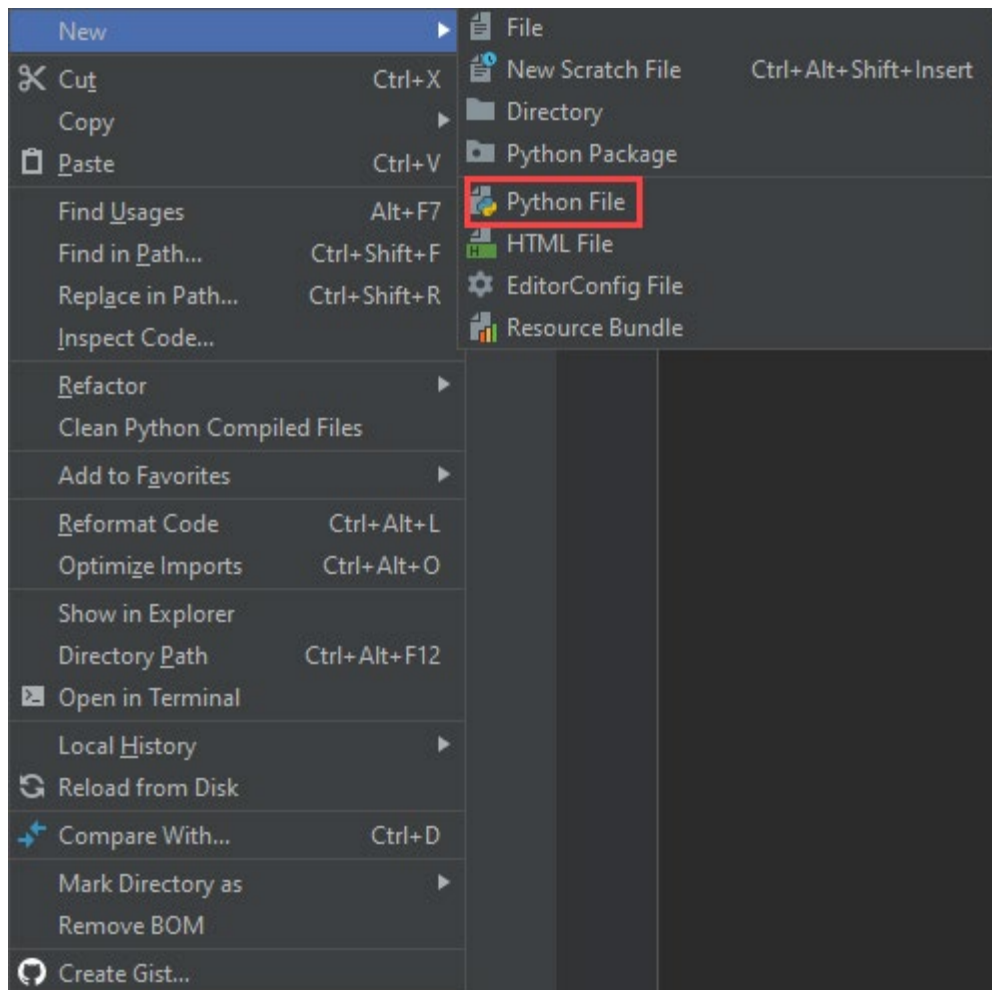 New
Cut Ctrl+X
Copy
Paste Ctrl+V
Find Usages Alt+F7
Find in Path... Ctrl+Shift+F
Replace in Path... Ctrl+Shift+R
Inspect Code...
Refactor
Clean Python Compiled Files
Add to Favorites
Reformat Code Ctrl+Alt+L
Optimize Imports Ctrl+Alt+O
Show in Explorer
Directory Path Ctrl+Alt+F12
Open in Terminal
Local History
Reload from Disk
Compare With... Ctrl+D
Mark Directory as
Remove BOM
Create Gist...
File
New Scratch File Ctrl+Alt+Shift+Insert
Directory
Python Package
Python File
HTML File
EditorConfig File
Resource Bundle